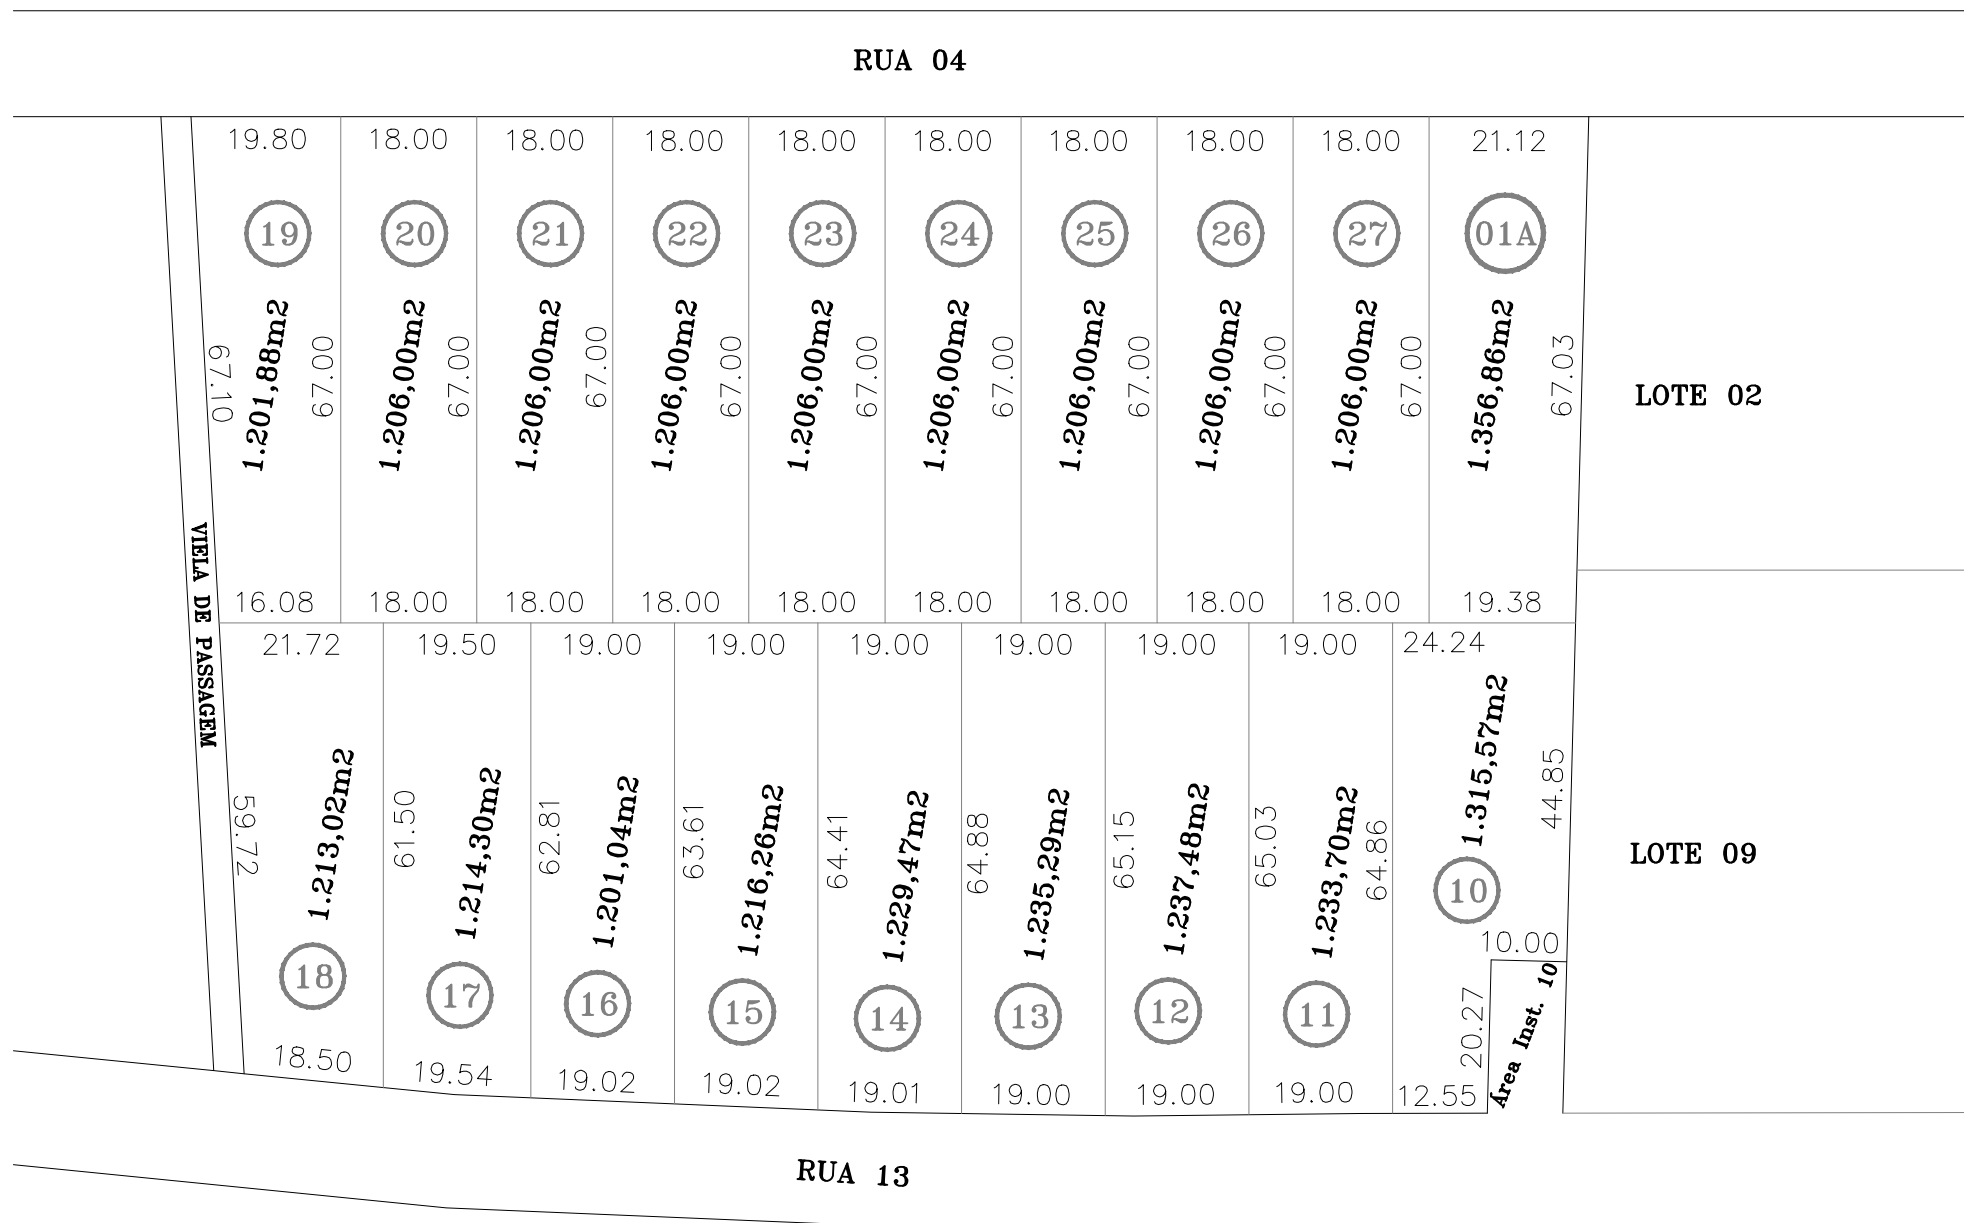 RUA 04
19.80 18.00 18.00 18.00 18.00 18.00 18.00 18.00 18.00 21.12
19 20 21 22 23 24 25 26 27 01A
1.201,88m2 1.206,00m2 1.206,00m2 1.206,00m2 1.206,00m2 1.206,00m2 1.206,00m2 1.206,00m2 1.206,00m2 1.356,86m2
67.10 67.00 67.00 67.00 67.00 67.00 67.00 67.00 67.00 67.00 67.03
LOTE 02
VIELA DE PASSAGEM
16.08 18.00 18.00 18.00 18.00 18.00 18.00 18.00 18.00 19.38
21.72 19.50 19.00 19.00 19.00 19.00 19.00 19.00 24.24
1.213,02m2 1.214,30m2 1.201,04m2 1.216,26m2 1.229,47m2 1.235,29m2 1.237,48m2 1.233,70m2 1.315,57m2
59.72 61.50 62.81 63.61 64.41 64.88 65.15 65.03 64.86 44.85
LOTE 09
18 17 16 15 14 13 12 11 10
10.00
20.27
Área Inst. 10
18.50 19.54 19.02 19.02 19.01 19.00 19.00 19.00 12.55
RUA 13